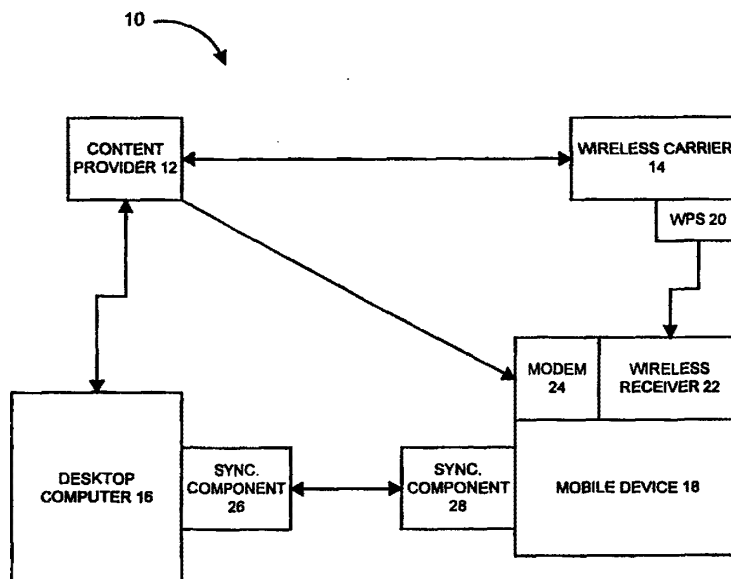 10
CONTENT
PROVIDER 12
WIRELESS CARRIER
14
WPS 20
MODEM
24
WIRELESS
RECEIVER 22
DESKTOP
COMPUTER 16
SYNC.
COMPONENT
26
SYNC.
COMPONENT
28
MOBILE DEVICE 18